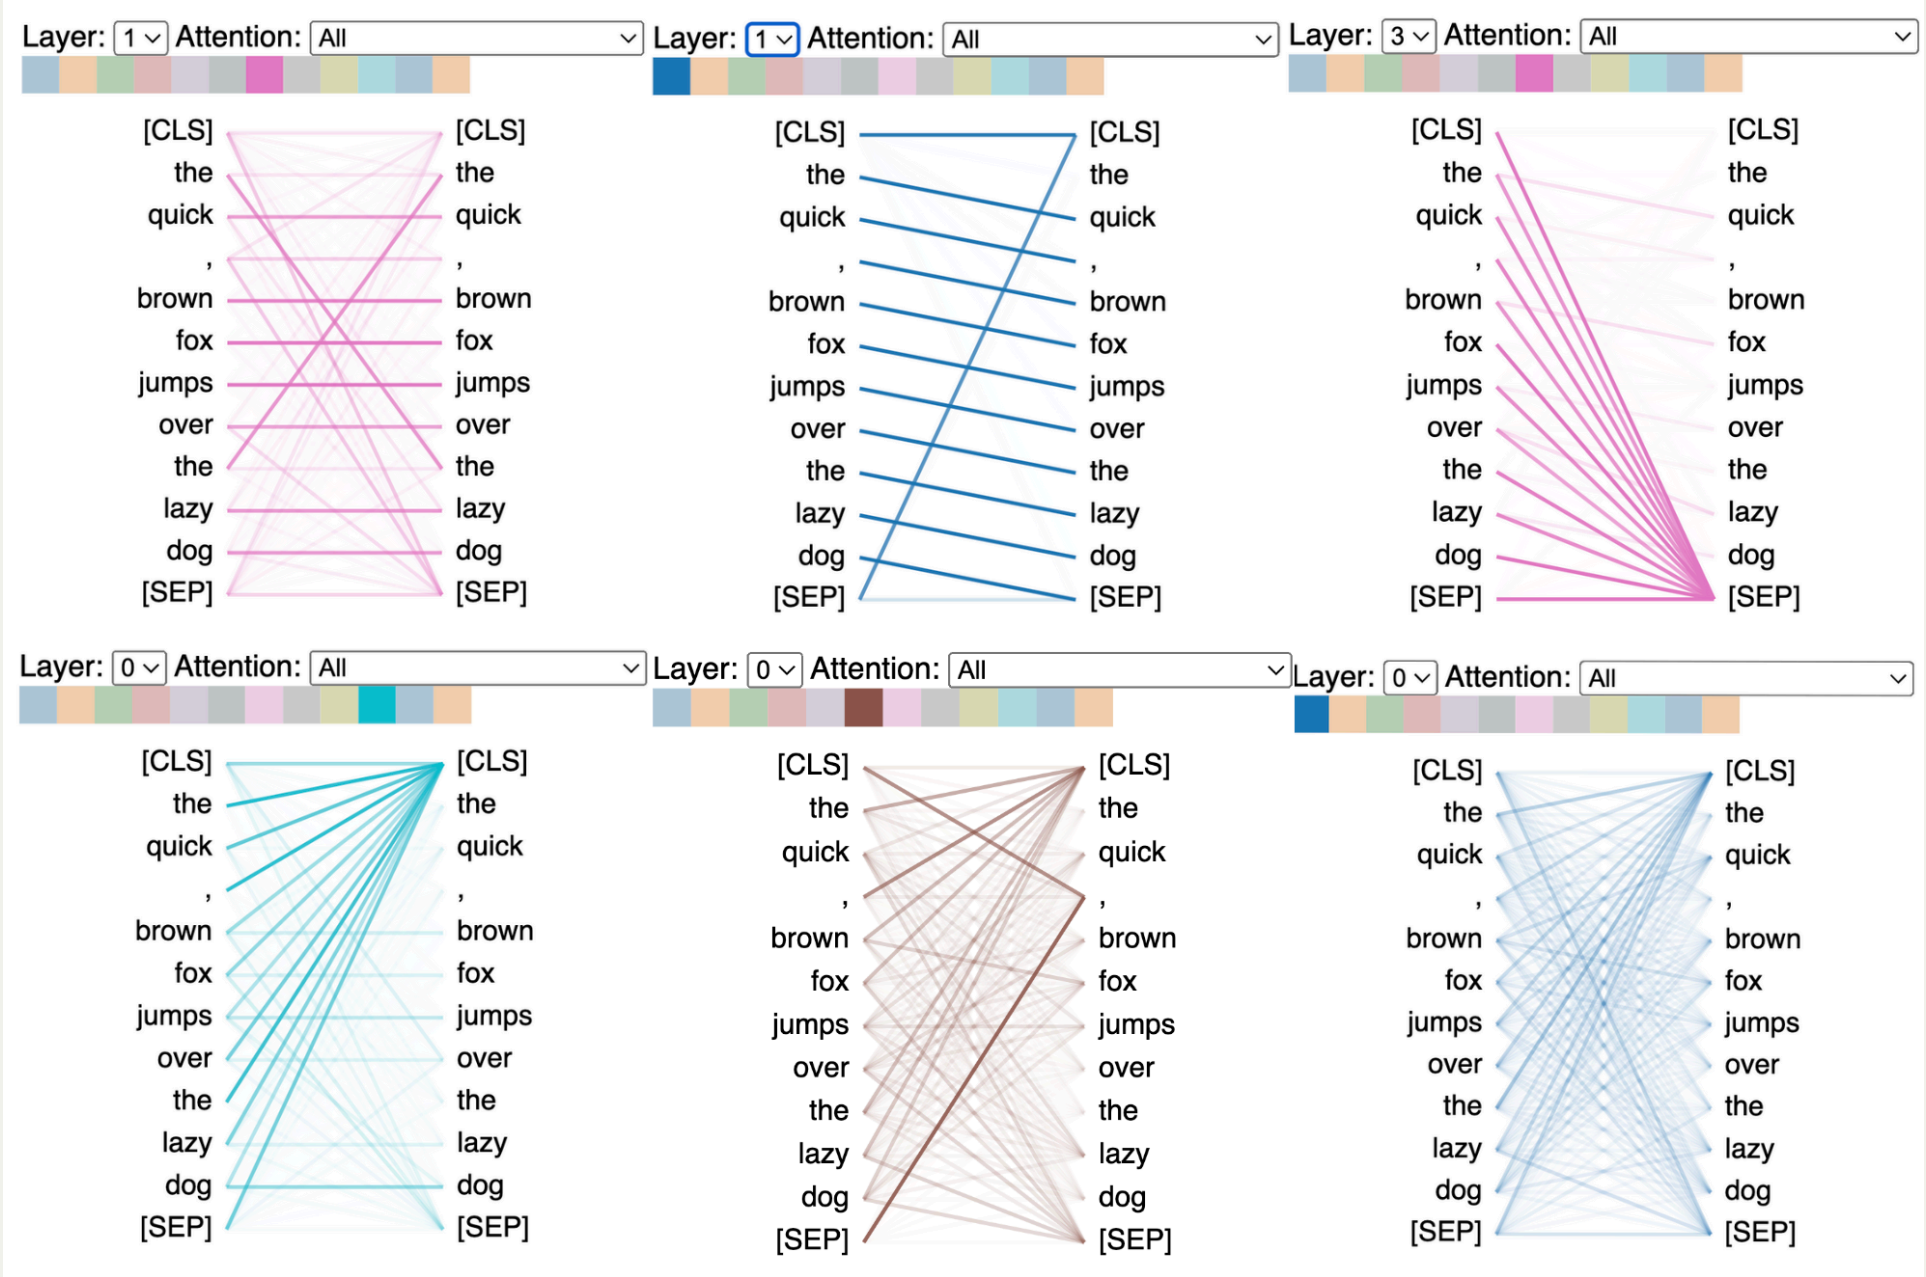 Layer: 1 Attention: All
[CLS] [CLS]
the the
quick quick
, ,
brown brown
fox fox
jumps jumps
over over
the the
lazy lazy
dog dog
[SEP] [SEP]
Layer: 1 Attention: All
[CLS] [CLS]
the the
quick quick
, ,
brown brown
fox fox
jumps jumps
over over
the the
lazy lazy
dog dog
[SEP] [SEP]
Layer: 3 Attention: All
[CLS] [CLS]
the the
quick quick
, ,
brown brown
fox fox
jumps jumps
over over
the the
lazy lazy
dog dog
[SEP] [SEP]
Layer: 0 Attention: All
[CLS] [CLS]
the the
quick quick
, ,
brown brown
fox fox
jumps jumps
over over
the the
lazy lazy
dog dog
[SEP] [SEP]
Layer: 0 Attention: All
[CLS] [CLS]
the the
quick quick
, ,
brown brown
fox fox
jumps jumps
over over
the the
lazy lazy
dog dog
[SEP] [SEP]
Layer: 0 Attention: All
[CLS] [CLS]
the the
quick quick
, ,
brown brown
fox fox
jumps jumps
over over
the the
lazy lazy
dog dog
[SEP] [SEP]